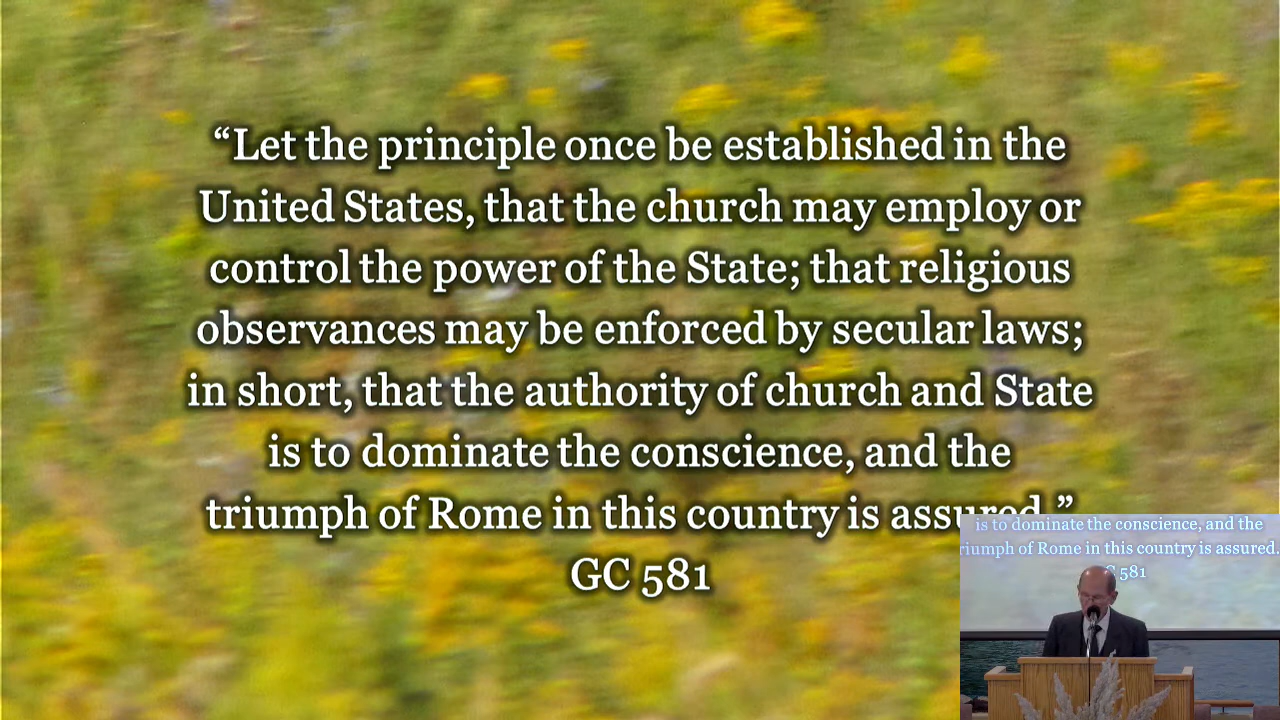 “Let the principle once be established in the
United States, that the church may employ or
control the power of the State; that religious
observances may be enforced by secular laws;
in short, that the authority of church and State
is to dominate the conscience, and the
triumph of Rome in this country is assured.”
GC 581
is to dominate the conscience, and the
riumph of Rome in this country is assured.
581